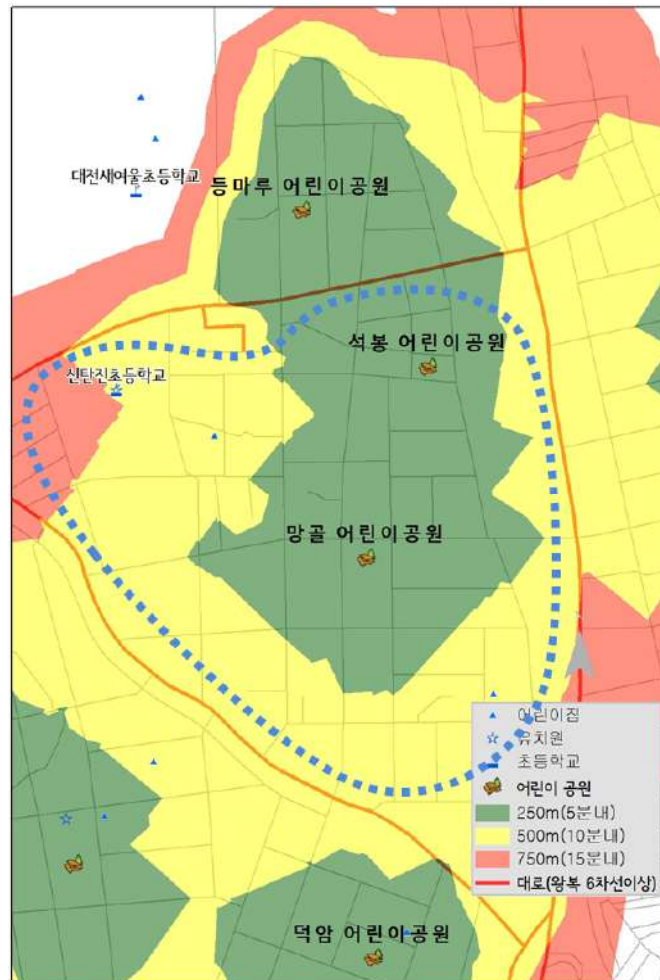 대전새여울초등학교
등마루 어린이공원
석봉 어린이공원
신탄진초등학교
망골 어린이공원
어린이집
유치원
초등학교
어린이 공원
250m(5분내)
500m(10분내)
750m(15분내)
대로(왕복 6차선이상)
덕암 어린이공원